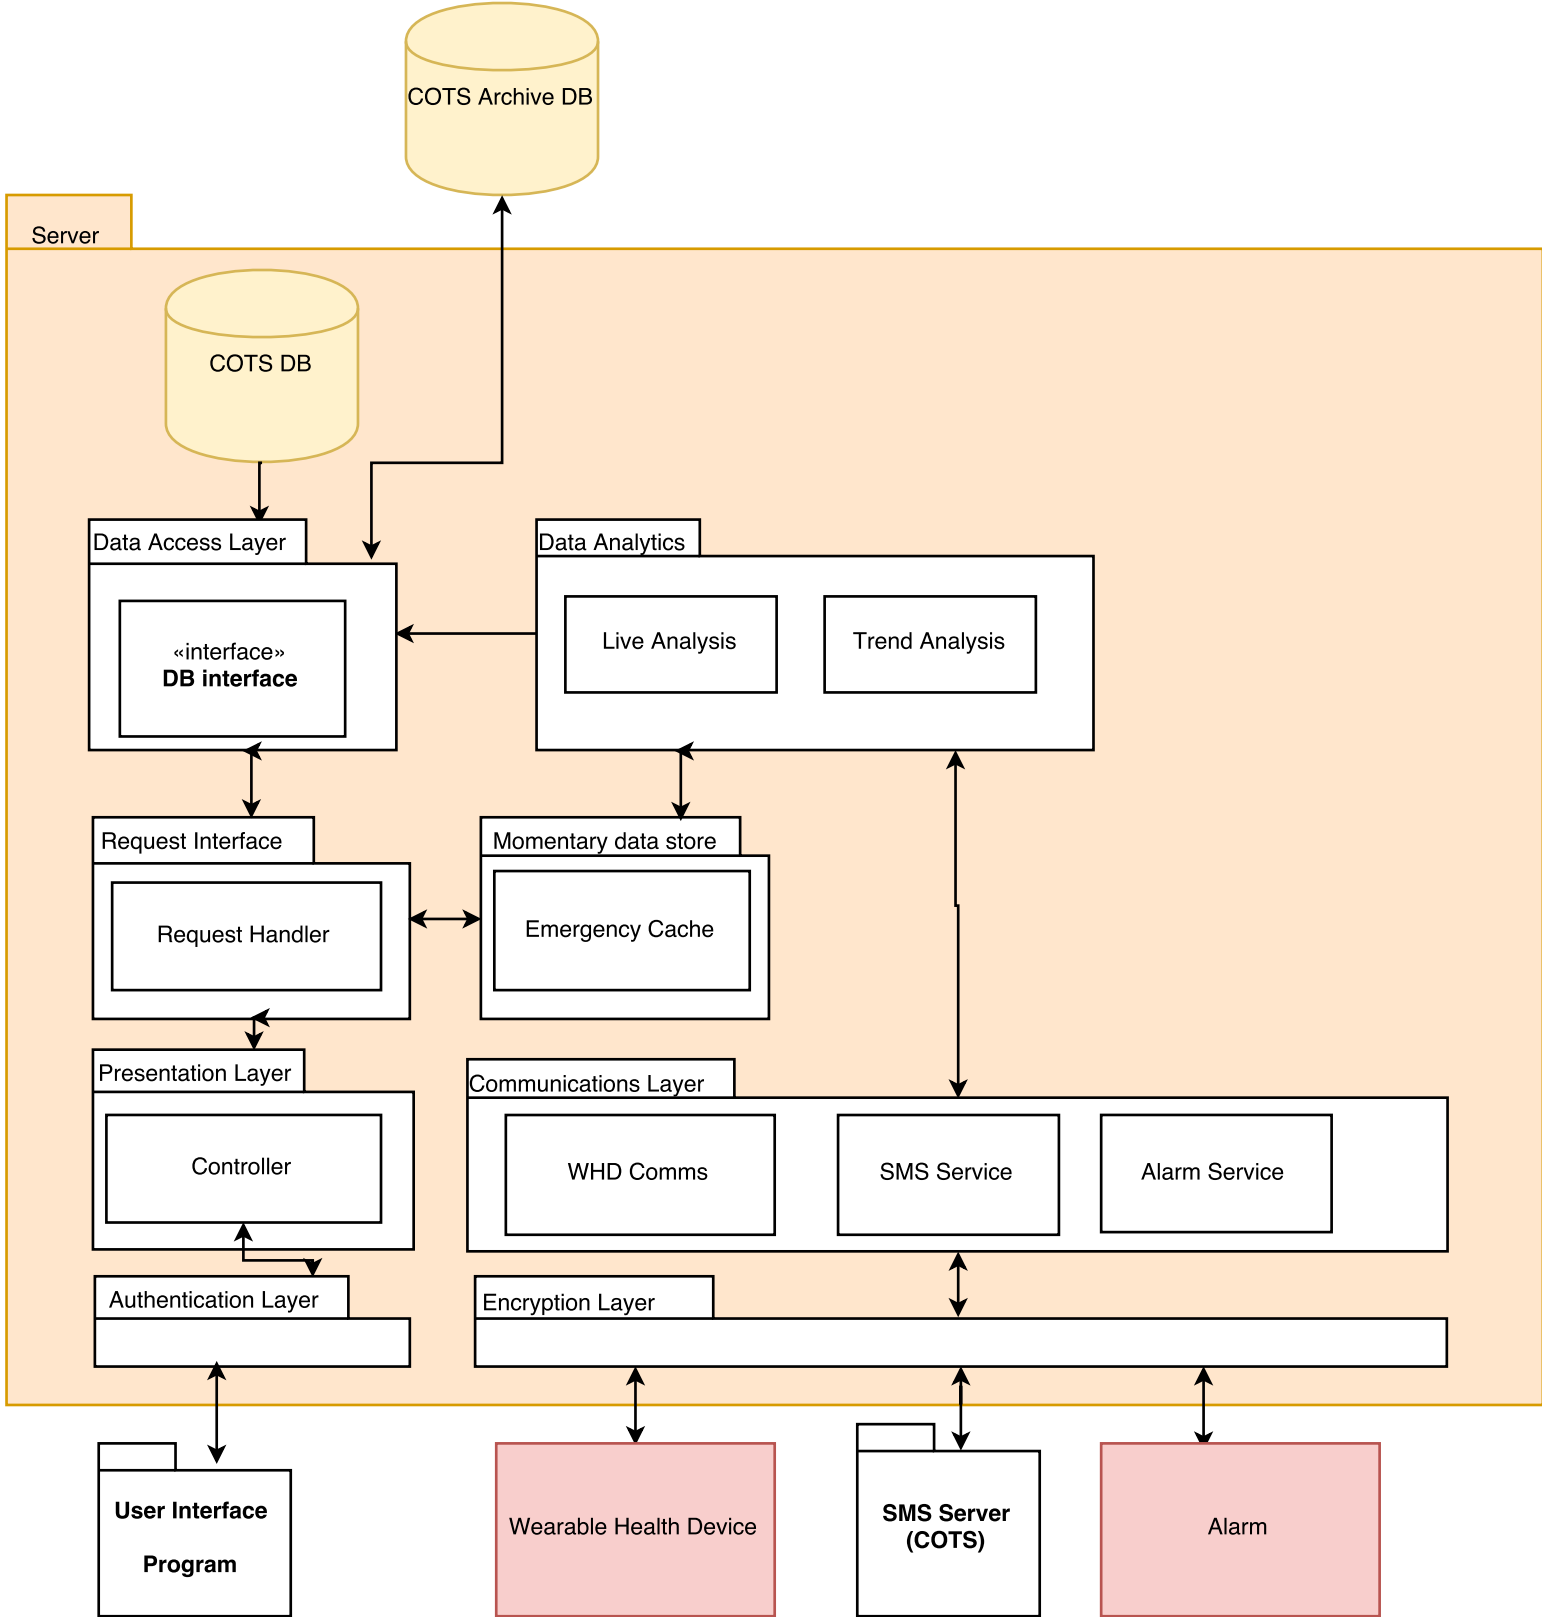 COTS Archive DB
Server
COTS DB
Data Access Layer
«interface»
DB interface
Data Analytics
Live Analysis
Trend Analysis
Request Interface
Request Handler
Momentary data store
Emergency Cache
Presentation Layer
Controller
Communications Layer
WHD Comms
SMS Service
Alarm Service
Authentication Layer
Encryption Layer
User Interface
Program
Wearable Health Device
SMS Server
(COTS)
Alarm